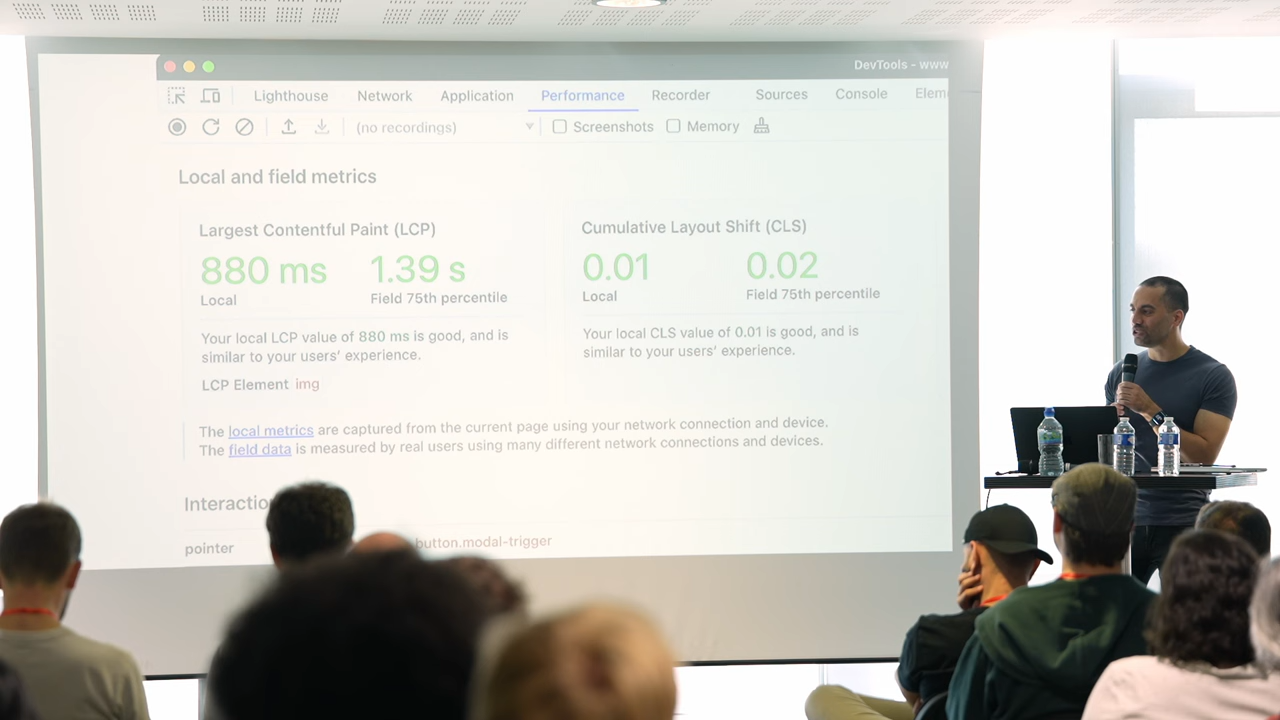 DevTools - www
Lighthouse Network Application Performance Recorder Sources Console Elem
(no recordings) Screenshots Memory
Local and field metrics
Largest Contentful Paint (LCP)
880 ms 1.39 s
Local Field 75th percentile
Your local LCP value of 880 ms is good, and is
similar to your users' experience.
LCP Element img
Cumulative Layout Shift (CLS)
0.01 0.02
Local Field 75th percentile
Your local CLS value of 0.01 is good, and is
similar to your users' experience.
The local metrics are captured from the current page using your network connection and device.
The field data is measured by real users using many different network connections and devices.
Interactio
pointer button.modal-trigger